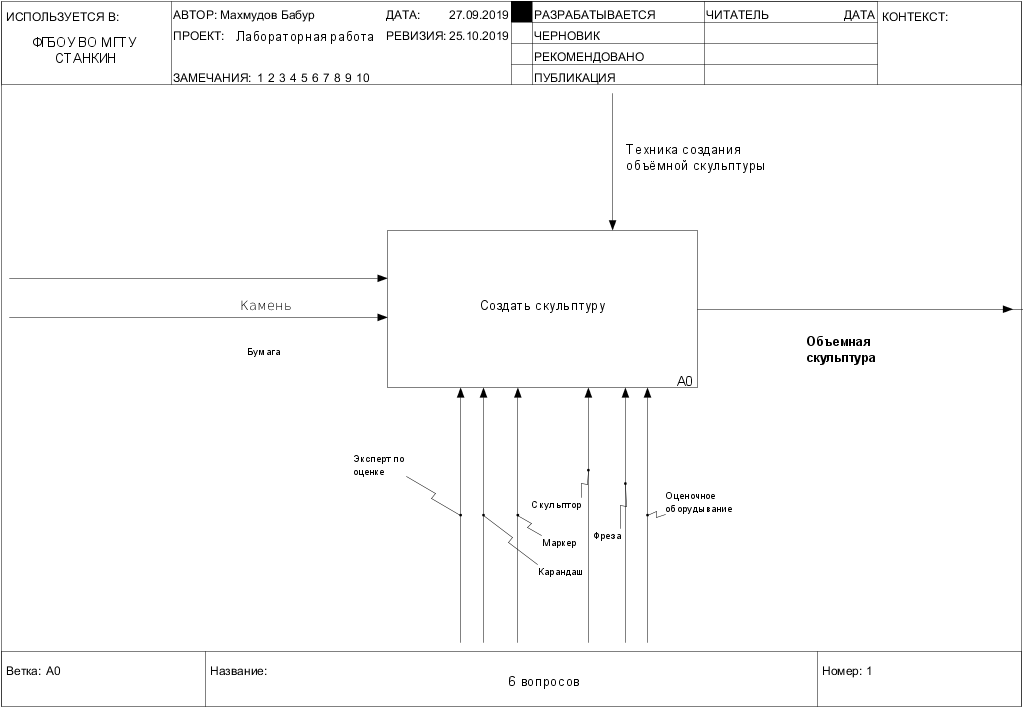 ИСПОЛЬЗУЕТСЯ В:
ФГБОУ ВО МГТУ
СТАНКИН
АВТОР: Махмудов Бабур
ДАТА: 27.09.2019
ПРОЕКТ: Лабораторная работа
РЕВИЗИЯ: 25.10.2019
ЗАМЕЧАНИЯ: 1 2 3 4 5 6 7 8 9 10
РАЗРАБАТЫВАЕТСЯ
ЧЕРНОВИК
РЕКОМЕНДОВАНО
ПУБЛИКАЦИЯ
ЧИТАТЕЛЬ ДАТА
КОНТЕКСТ:
Техника создания
объёмной скульптуры
Камень
Бумага
Создать скульптуру
A0
Объемная
скульптура
Эксперт по
оценке
Скульптор
Маркер
Карандаш
Фреза
Оценочное
оборудывание
Ветка: A0
Название:
6 вопросов
Номер: 1